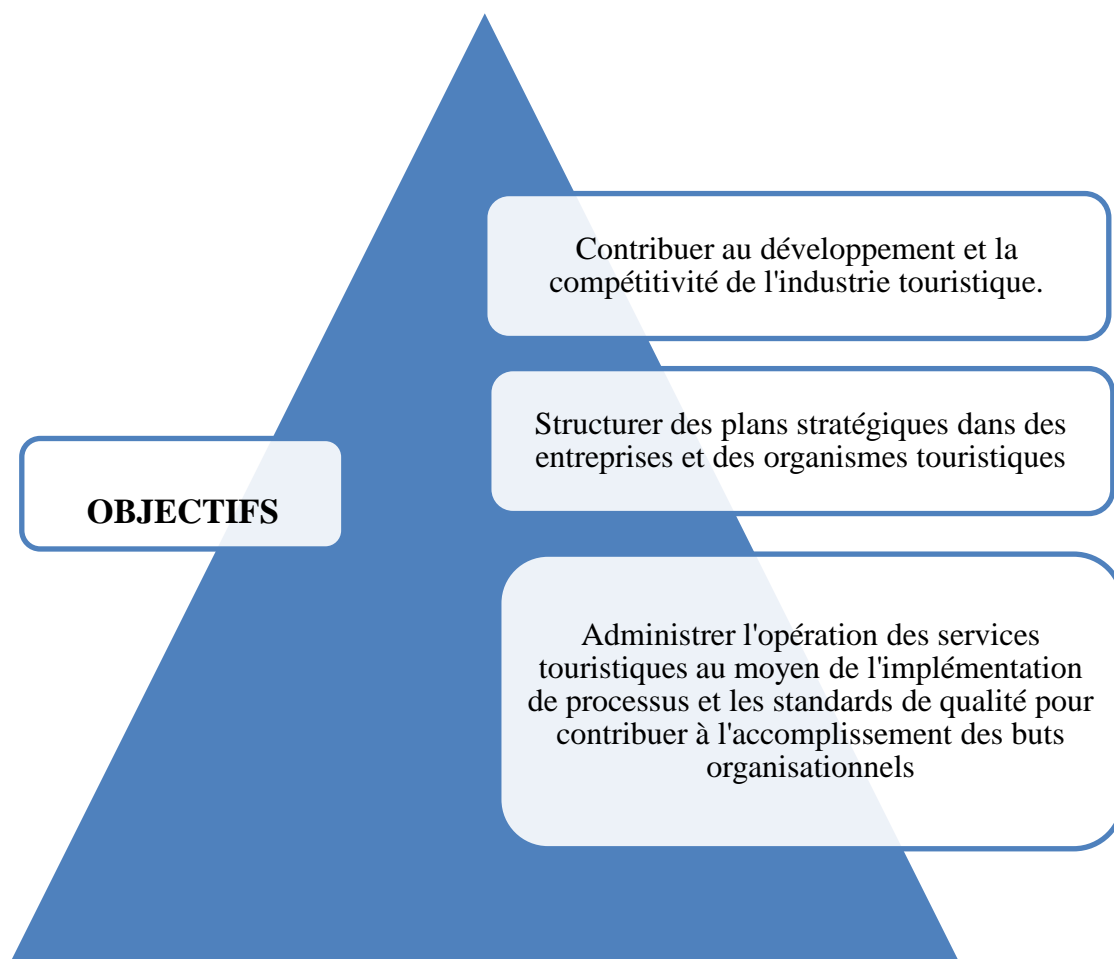 Contribuer au développement et la
compétitivité de l'industrie touristique.
Structurer des plans stratégiques dans des
entreprises et des organismes touristiques
OBJECTIFS
Administrer l'opération des services
touristiques au moyen de l'implémentation
de processus et les standards de qualité pour
contribuer à l'accomplissement des buts
organisationnels